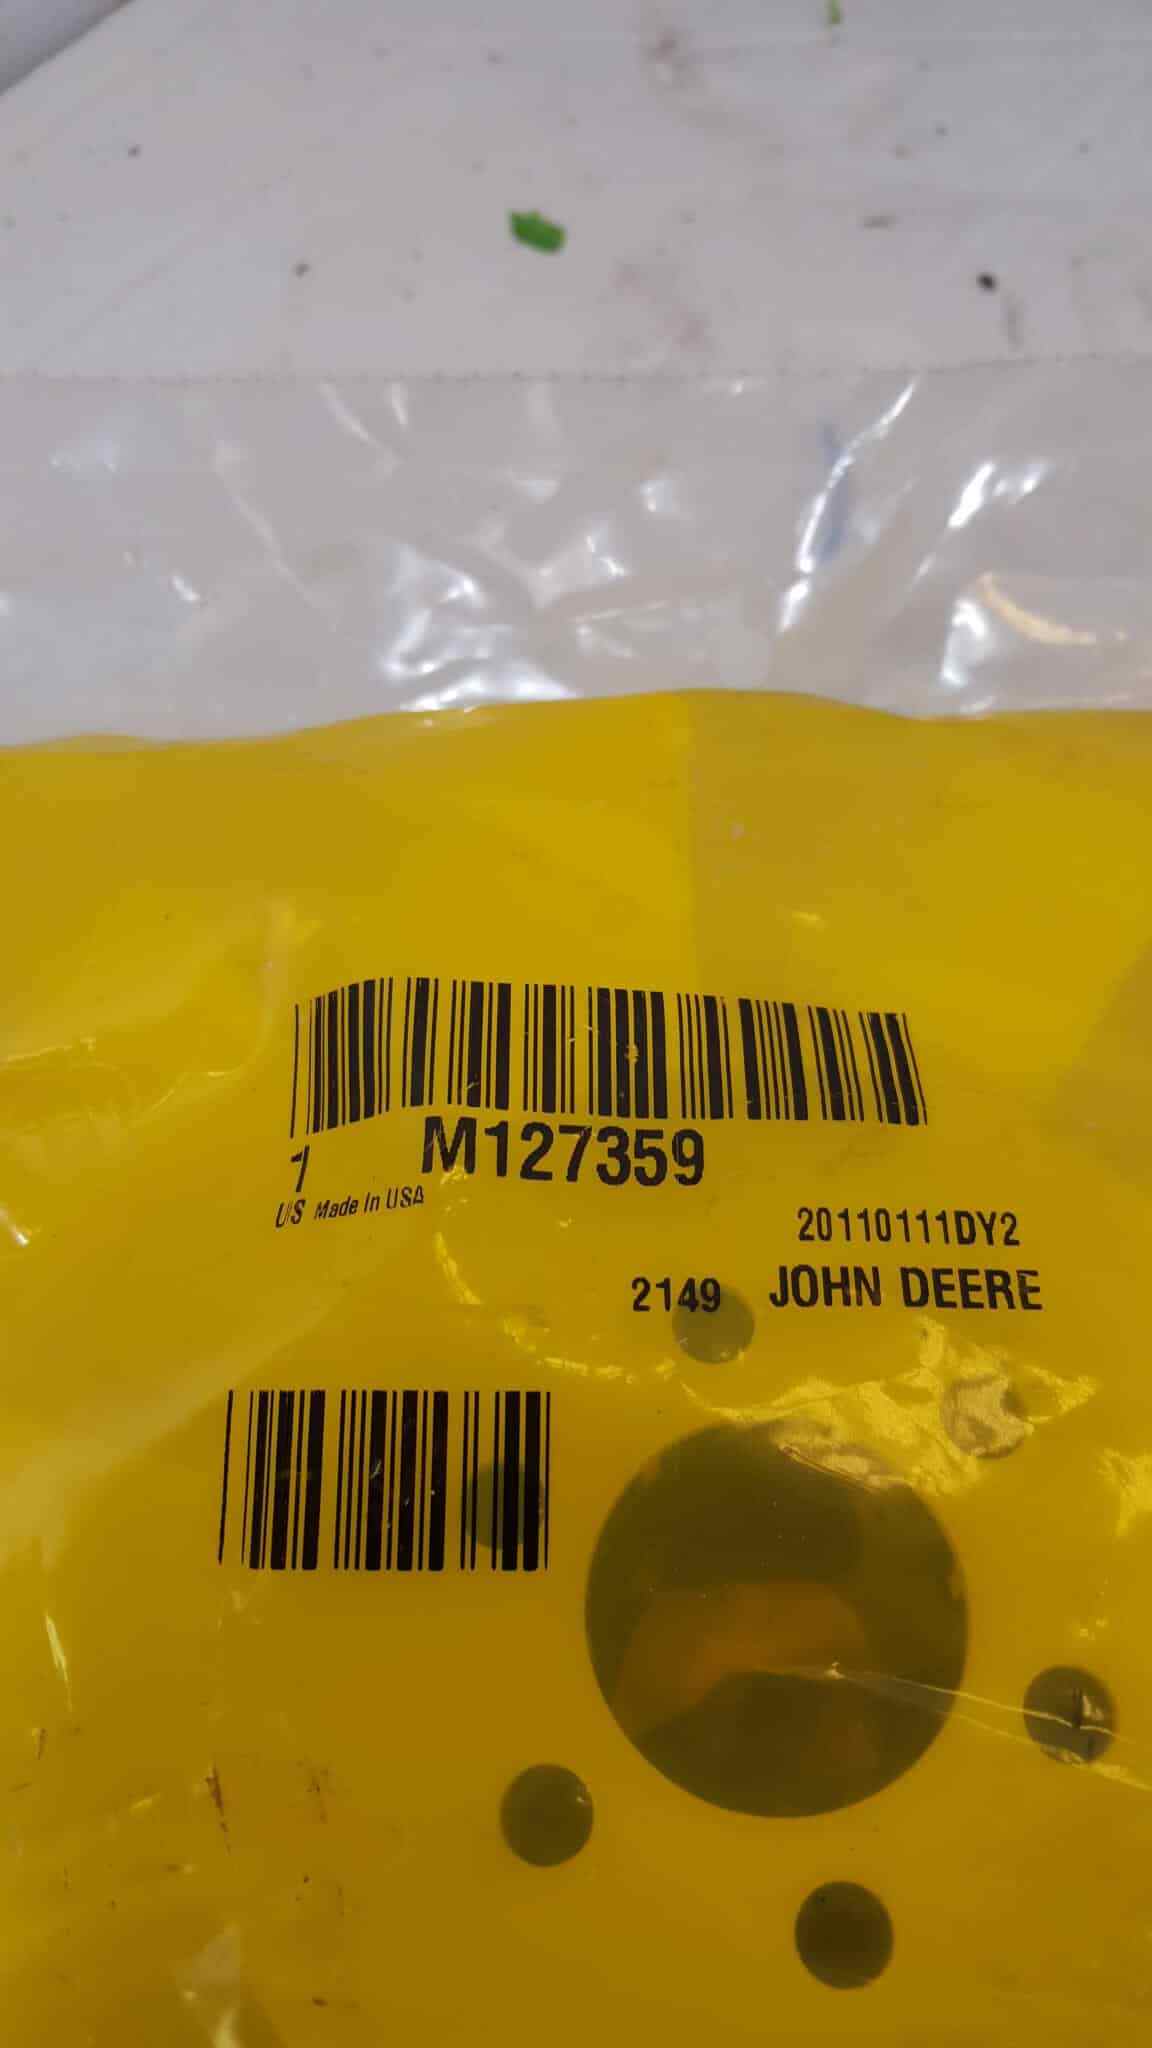 M127359
1
US Made In USA
20110111DY2
2149 JOHN DEERE